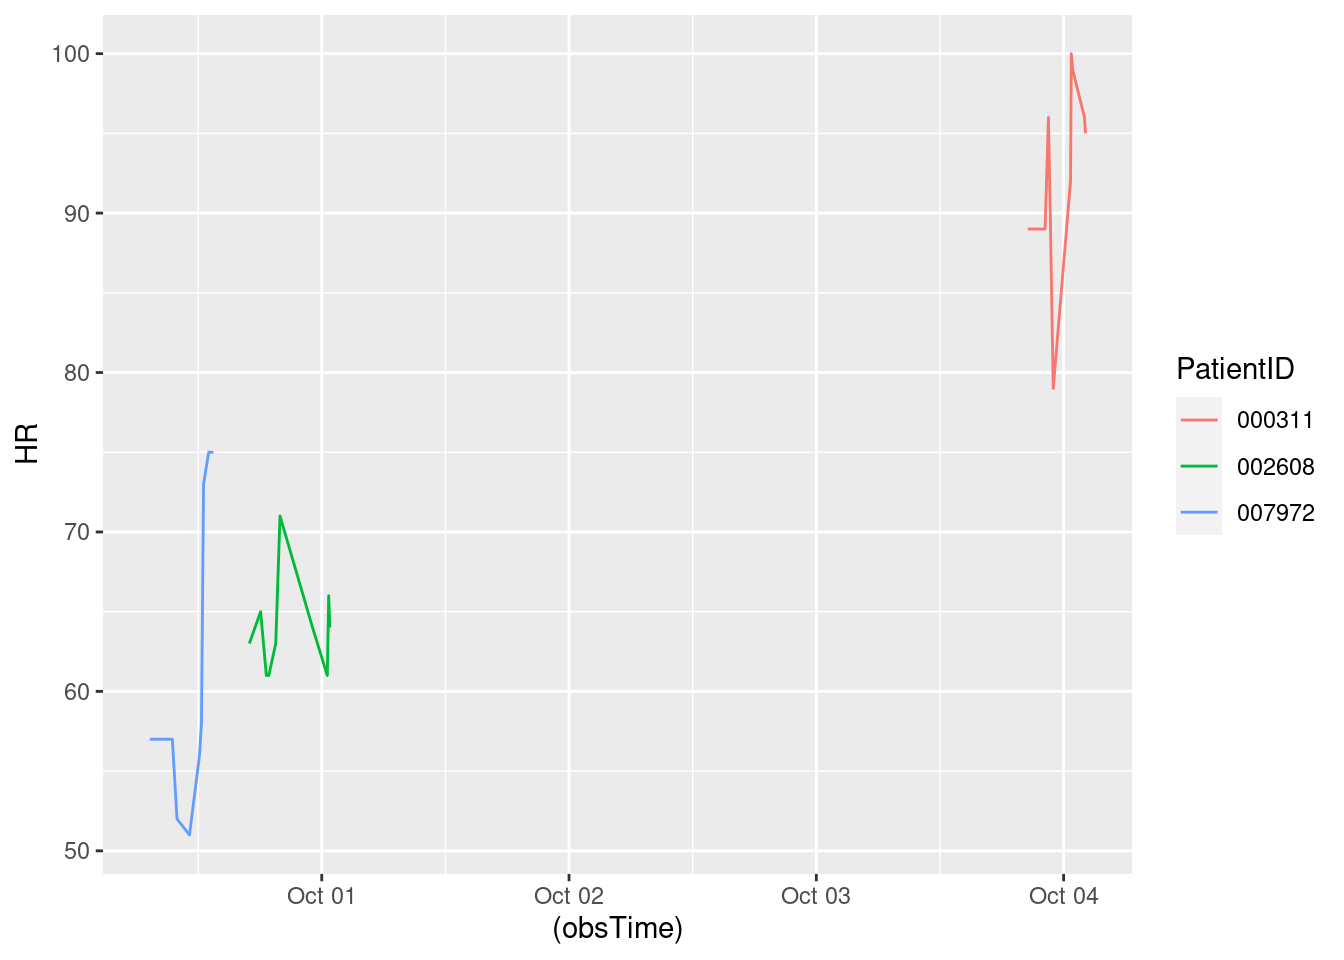 100
90
80
70
60
50
HR
Oct 01
Oct 02
Oct 03
Oct 04
(obsTime)
PatientID
000311
002608
007972